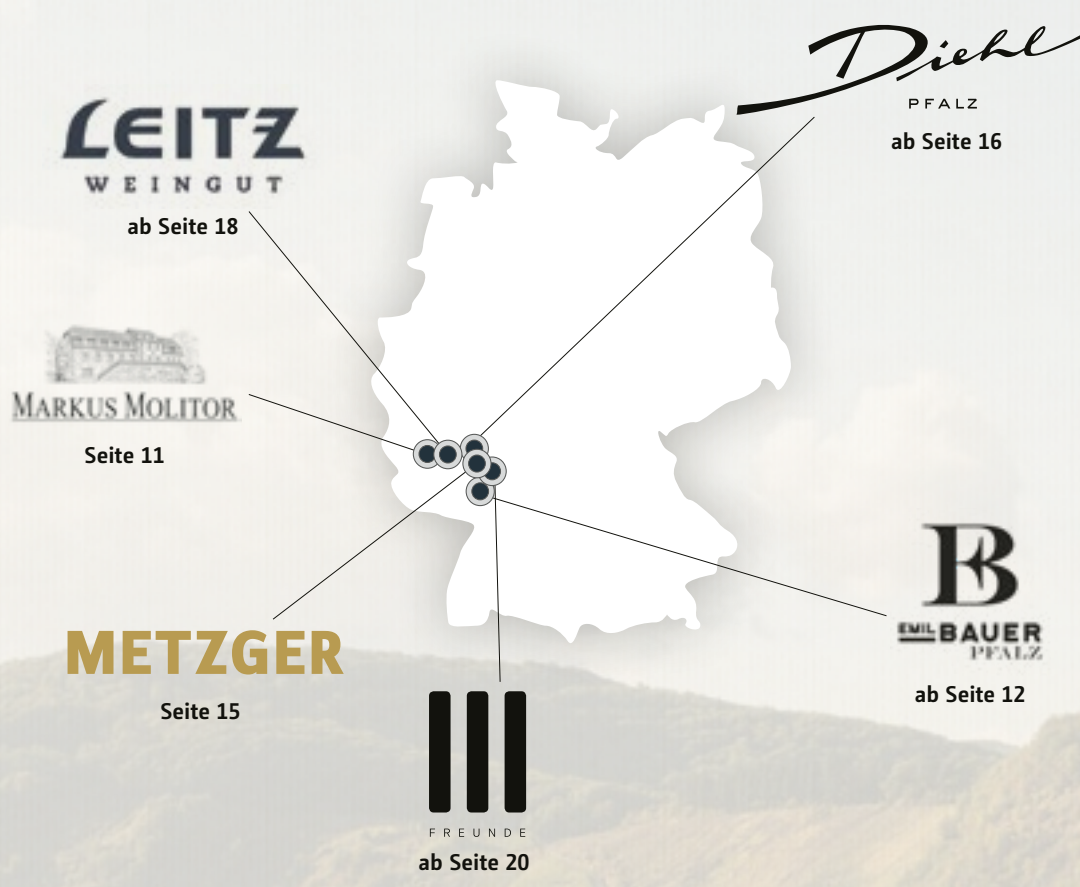 Diehl
PFALZ
ab Seite 16
LEITZ
WEINGUT
ab Seite 18
MARKUS MOLITOR
Seite 11
EB
EMIL BAUER
PFALZ
ab Seite 12
METZGER
Seite 15
III
FREUNDE
ab Seite 20